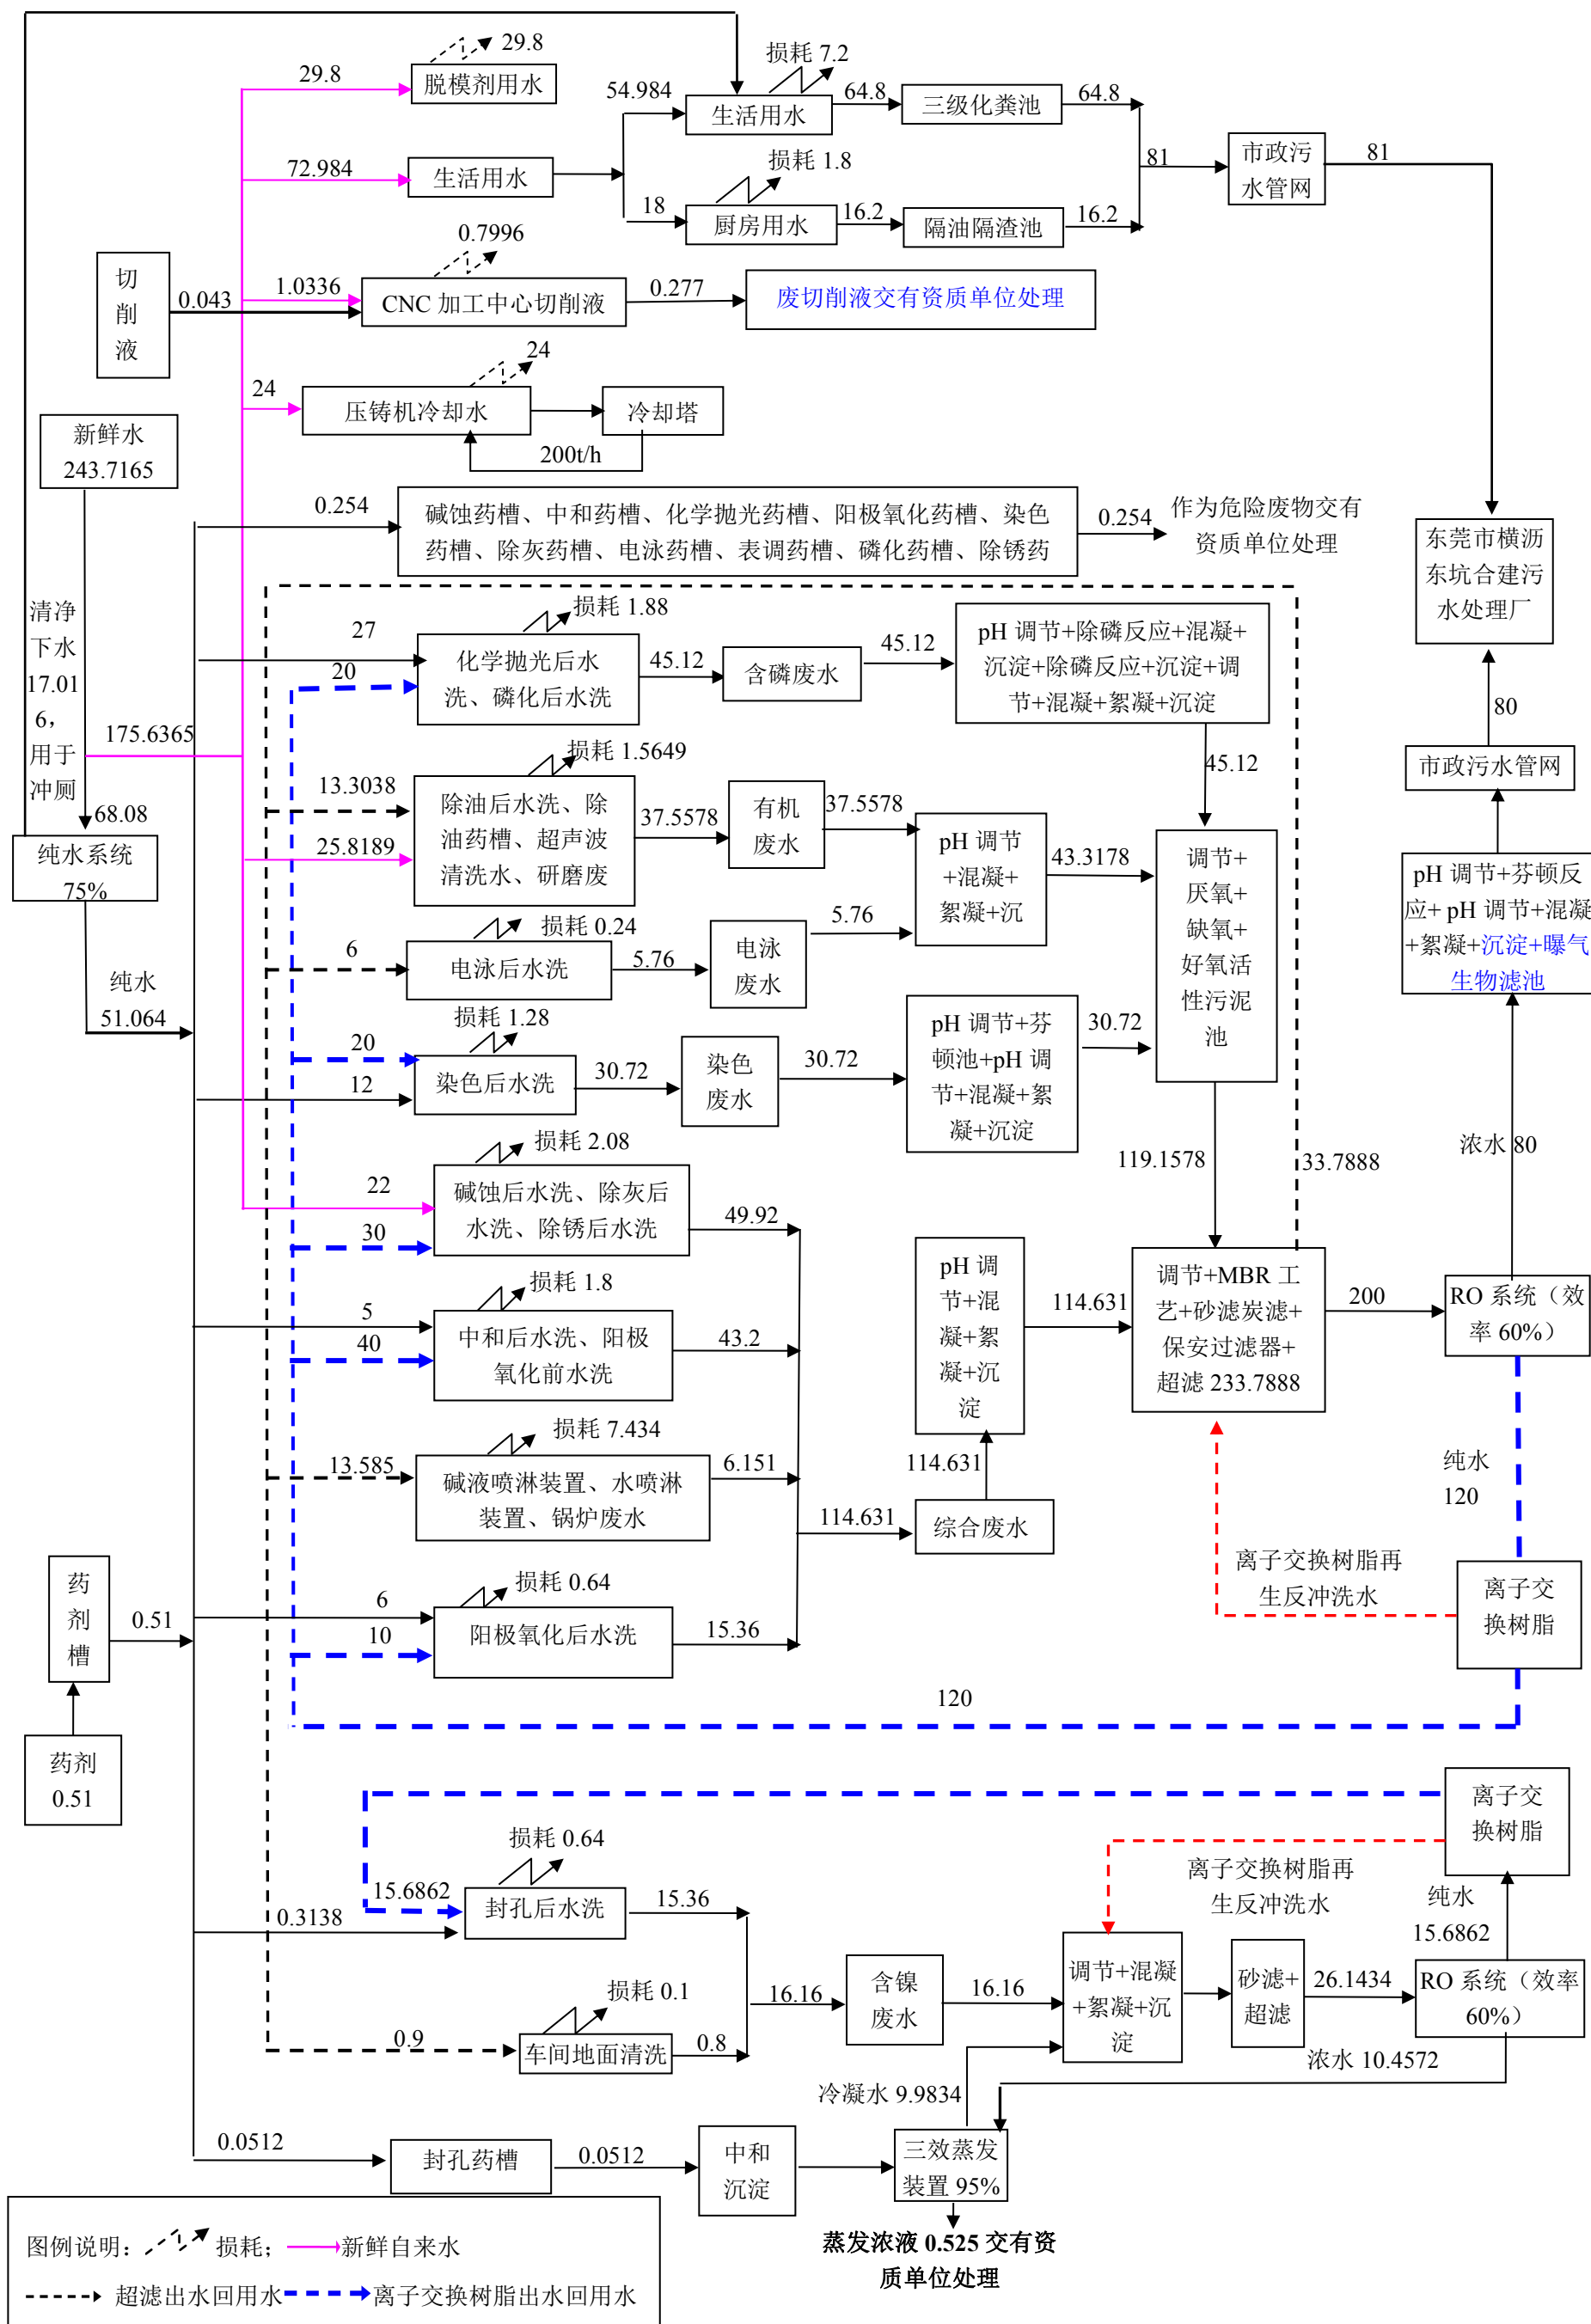 29.8
29.8
脱模剂用水
损耗 7.2
54.984
生活用水
64.8
三级化粪池
64.8
72.984
生活用水
损耗 1.8
18
厨房用水
16.2
隔油隔渣池
16.2
81
市政污
水管网
81
切
削
液
0.043
0.7996
1.0336
CNC 加工中心切削液
0.277
废切削液交有资质单位处理
24
24
压铸机冷却水
冷却塔
200t/h
新鲜水
243.7165
0.254
碱蚀药槽、中和药槽、化学抛光药槽、阳极氧化药槽、染色
药槽、除灰药槽、电泳药槽、表调药槽、磷化药槽、除锈药
0.254
作为危险废物交有
资质单位处理
东莞市横沥
东坑合建污
水处理厂
清净
下水
17.01
6,
用于
冲厕
175.6365
68.08
纯水系统
75%
纯水
51.064
损耗 1.88
27
20
化学抛光后水
洗、磷化后水洗
45.12
含磷废水
45.12
pH 调节+除磷反应+混凝+
沉淀+除磷反应+沉淀+调
节+混凝+絮凝+沉淀
45.12
80
市政污水管网
损耗 1.5649
13.3038
25.8189
除油后水洗、除
油药槽、超声波
清洗水、研磨废
37.5578
有机
废水
37.5578
pH 调节
+混凝+
絮凝+沉
43.3178
调节+
厌氧+
缺氧+
好氧活
性污泥
池
pH 调节+芬顿反
应+ pH 调节+混凝
+絮凝+沉淀+曝气
生物滤池
损耗 0.24
6
电泳后水洗
5.76
电泳
废水
5.76
损耗 1.28
20
12
染色后水洗
30.72
染色
废水
30.72
pH 调节+芬
顿池+pH 调
节+混凝+絮
凝+沉淀
30.72
119.1578
33.7888
浓水 80
损耗 2.08
22
30
碱蚀后水洗、除灰后
水洗、除锈后水洗
49.92
损耗 1.8
5
40
中和后水洗、阳极
氧化前水洗
43.2
pH 调
节+混
凝+絮
凝+沉
淀
114.631
调节+MBR 工
艺+砂滤炭滤+
保安过滤器+
超滤 233.7888
200
RO 系统（效
率 60%）
损耗 7.434
13.585
碱液喷淋装置、水喷淋
装置、锅炉废水
6.151
114.631
114.631
综合废水
纯水
120
离子交换树脂再
生反冲洗水
离子交
换树脂
药
剂
槽
0.51
损耗 0.64
6
10
阳极氧化后水洗
15.36
120
药剂
0.51
离子交
换树脂
损耗 0.64
15.6862
0.3138
封孔后水洗
15.36
离子交换树脂再
生反冲洗水
纯水
15.6862
损耗 0.1
0.9
车间地面清洗
0.8
16.16
含镍
废水
16.16
调节+混凝
+絮凝+沉
淀
砂滤+
超滤
26.1434
RO 系统（效率
60%）
浓水 10.4572
冷凝水 9.9834
0.0512
封孔药槽
0.0512
中和
沉淀
三效蒸发
装置 95%
蒸发浓液 0.525 交有资
质单位处理
图例说明： 损耗； 新鲜自来水
超滤出水回用水 离子交换树脂出水回用水